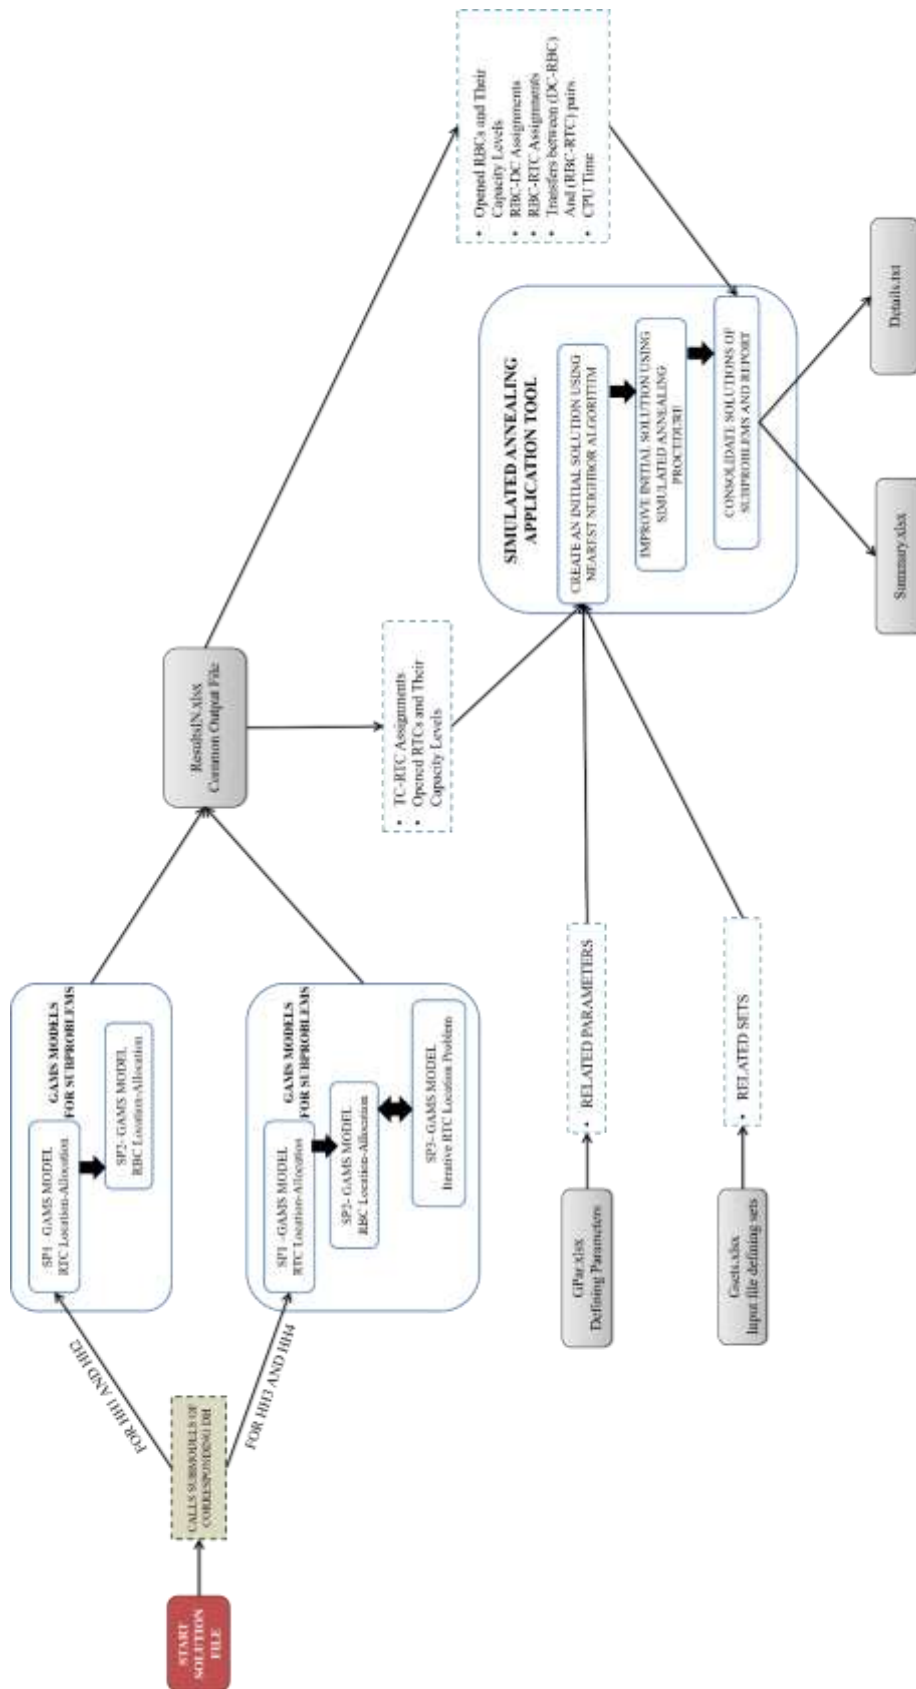 START
SOLUTION
FILE
CALLS SUBMODELS OF
CORRESPONDING DH
FOR HH1 AND HH2
FOR HH3 AND HH4
GAMS MODELS
FOR SUBPROBLEMS
SP1 - GAMS MODEL
RTC Location-Allocation
SP2- GAMS MODEL
RBC Location-Allocation
GAMS MODELS
FOR SUBPROBLEMS
SP1 - GAMS MODEL
RTC Location-Allocation
SP2- GAMS MODEL
RBC Location-Allocation
SP3- GAMS MODEL
Iterative RTC Location Problem
ResultsIN.xlsx
Common Output File
• TC-RTC Assignments
• Opened RTCs and Their
Capacity Levels
• Opened RBCs and Their
Capacity Levels
• RBC-DC Assignments
• RBC-RTC Assignments
• Transfers between (DC-RBC)
And (RBC-RTC) pairs
• CPU Time
GPar.xlsx
Defining Parameters
• RELATED PARAMETERS
Gsets.xlsx
Input file defining sets
• RELATED SETS
SIMULATED ANNEALING
APPLICATION TOOL
CREATE AN INITIAL SOLUTION USING
NEAREST NEIGHBOR ALGORITHM
IMPROVE INITIAL SOLUTION USING
SIMULATED ANNEALING
PROCEDURE
CONSOLIDATE SOLUTIONS OF
SUBPROBLEMS AND REPORT
Summary.xlsx
Details.txt